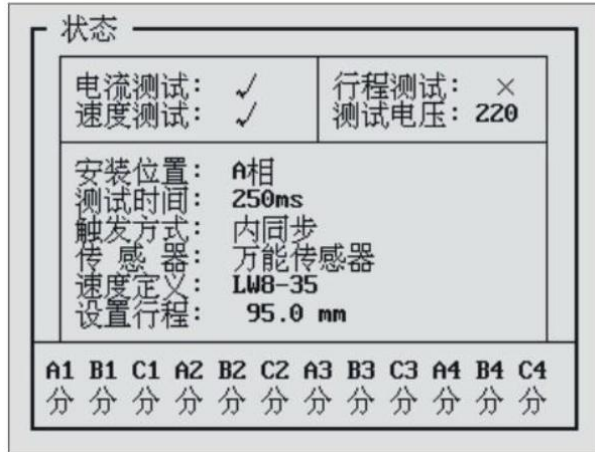 状态
电流测试： ✓ 行程测试： ×
速度测试： ✓ 测试电压：220
安装位置： A相
测试时间： 250ms
触发方式： 内同步
传 感 器： 万能传感器
速度定义： LW8-35
设置行程： 95.0 mm
A1 B1 C1 A2 B2 C2 A3 B3 C3 A4 B4 C4
分 分 分 分 分 分 分 分 分 分 分 分